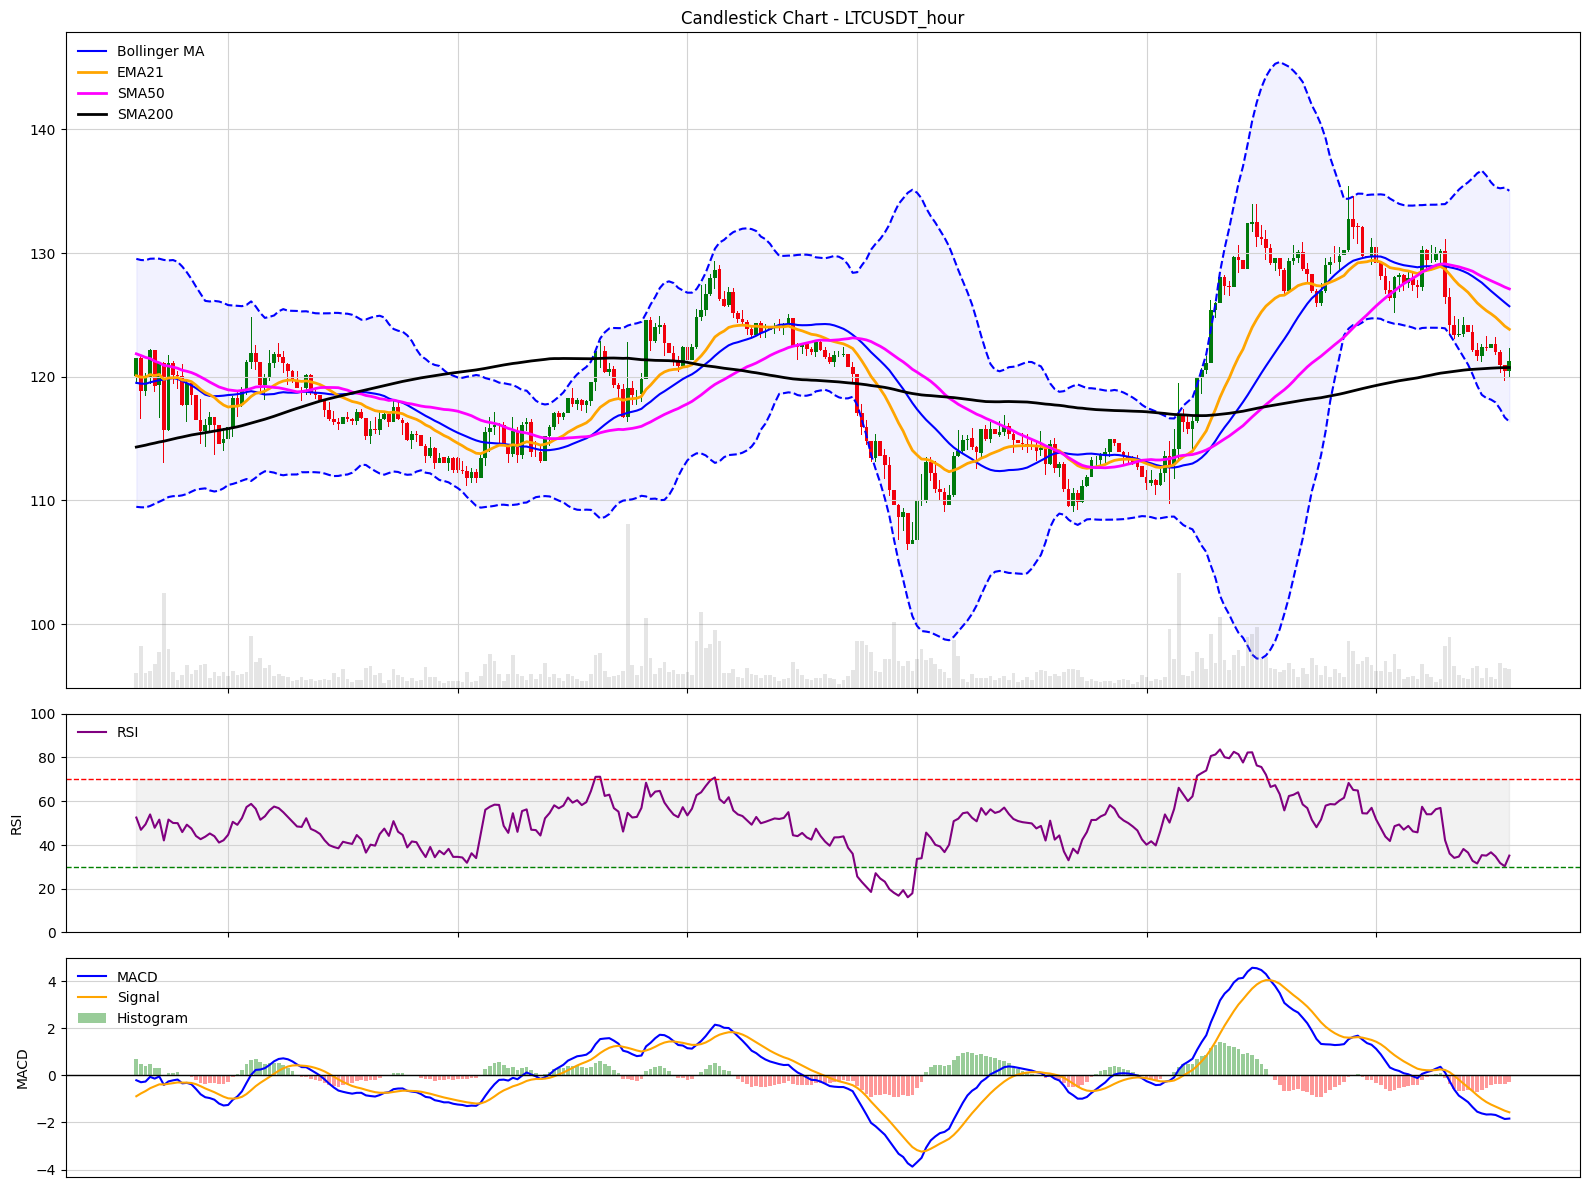 Candlestick Chart - LTCUSDT_hour
Bollinger MA
EMA21
SMA50
SMA200
140
130
120
110
100
100
80
60
40
20
0
RSI
RSI
4
2
0
−2
−4
MACD
MACD
Signal
Histogram